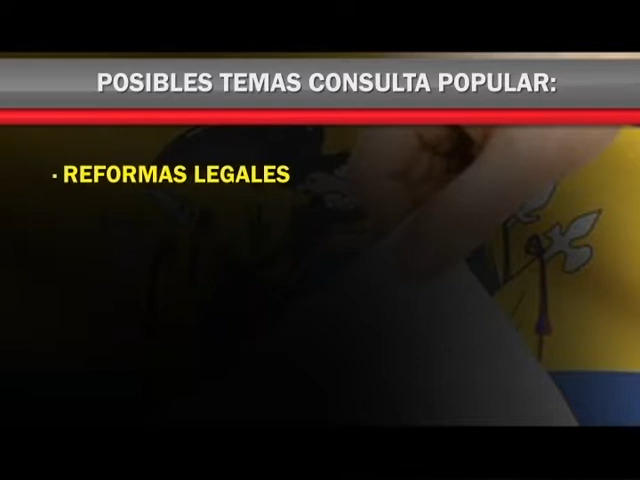 POSIBLES TEMAS CONSULTA POPULAR:
· REFORMAS LEGALES